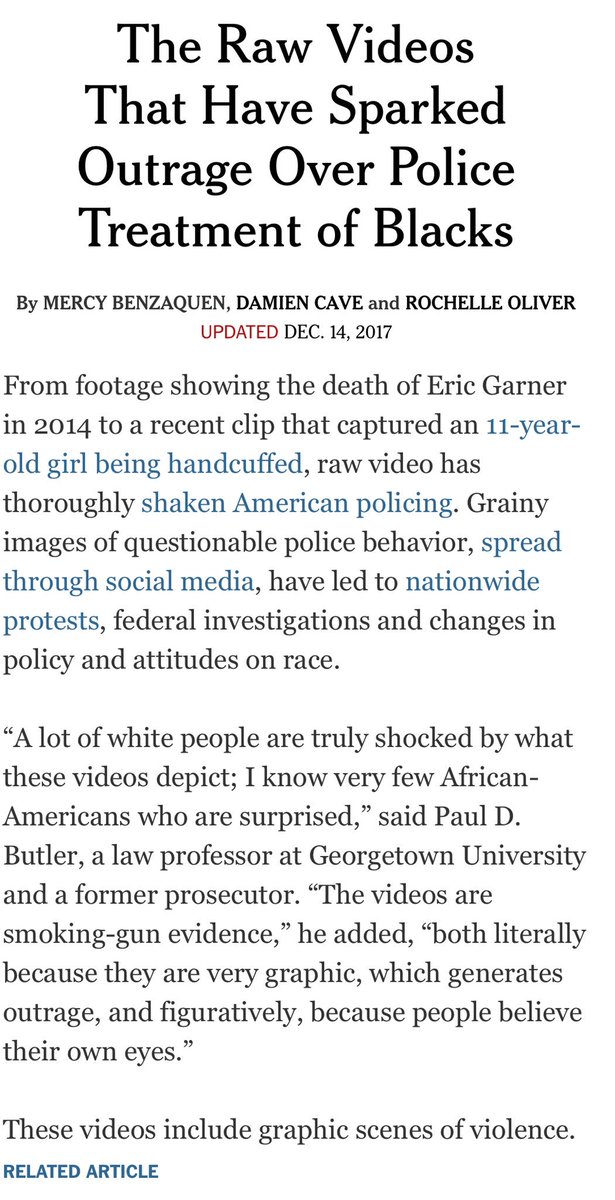 The Raw Videos
That Have Sparked
Outrage Over Police
Treatment of Blacks
By MERCY BENZAQUEN, DAMIEN CAVE and ROCHELLE OLIVER
UPDATED DEC. 14, 2017
From footage showing the death of Eric Garner
in 2014 to a recent clip that captured an 11-year-
old girl being handcuffed, raw video has
thoroughly shaken American policing. Grainy
images of questionable police behavior, spread
through social media, have led to nationwide
protests, federal investigations and changes in
policy and attitudes on race.
“A lot of white people are truly shocked by what
these videos depict; I know very few African-
Americans who are surprised,” said Paul D.
Butler, a law professor at Georgetown University
and a former prosecutor. “The videos are
smoking-gun evidence,” he added, “both literally
because they are very graphic, which generates
outrage, and figuratively, because people believe
their own eyes.”
These videos include graphic scenes of violence.
RELATED ARTICLE